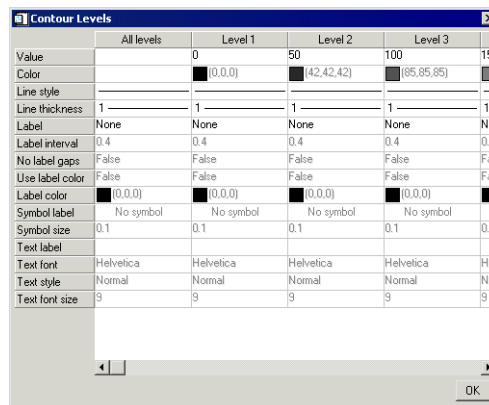 Contour Levels
All levels Level 1 Level 2 Level 3
Value 0 50 100
Color (0,0,0) (42,42,42) (85,85,85)
Line style
Line thickness 1 1 1 1
Label None None None None
Label interval 0.4 0.4 0.4 0.4
No label gaps False False False False
Use label color False False False False
Label color (0,0,0) (0,0,0) (0,0,0) (0,0,0)
Symbol label No symbol No symbol No symbol No symbol
Symbol size 0.1 0.1 0.1 0.1
Text label
Text font Helvetica Helvetica Helvetica Helvetica
Text style Normal Normal Normal Normal
Text font size 9 9 9 9
OK